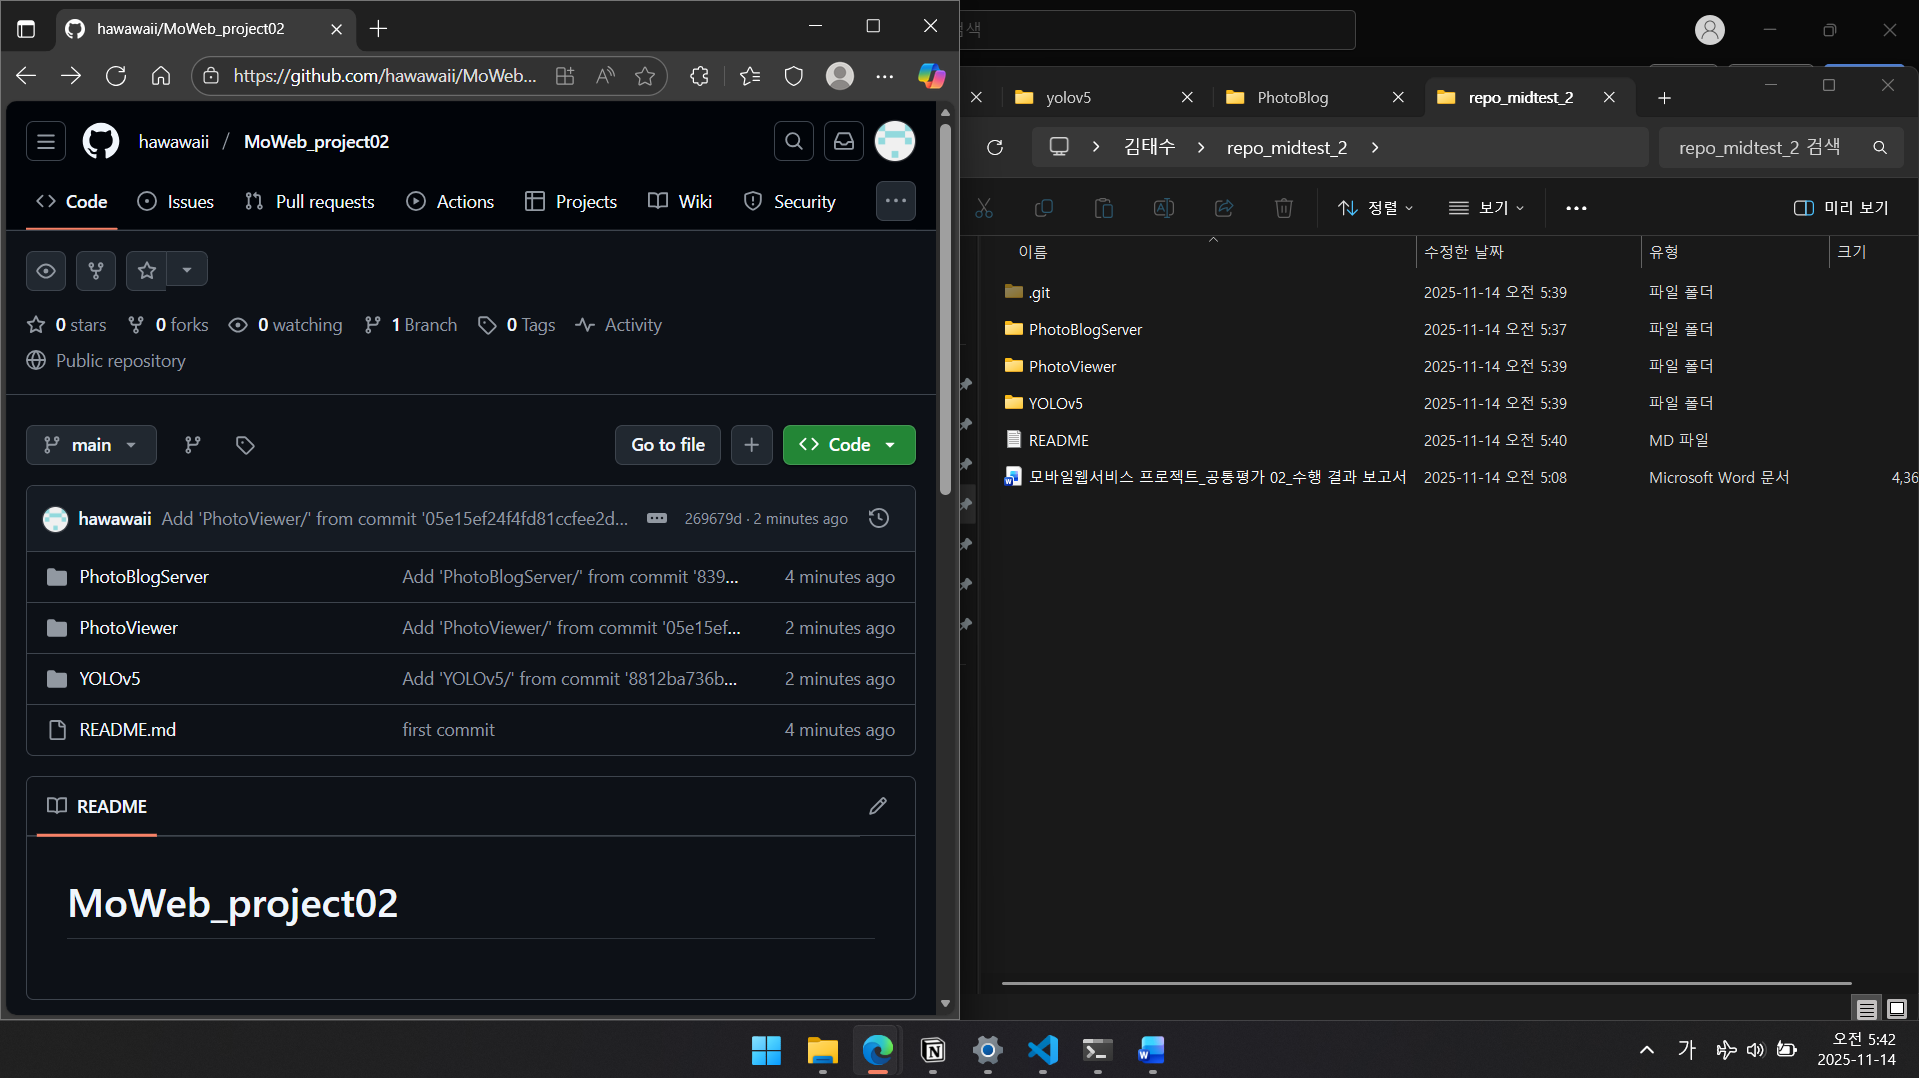 hawawaii/MoWeb_project02
https://github.com/hawawaii/MoWeb...
hawawaii / MoWeb_project02
Code Issues Pull requests Actions Projects Wiki Security
0 stars 0 forks 0 watching 1 Branch 0 Tags Activity
Public repository
main Go to file Code
hawawaii Add 'PhotoViewer/' from commit '05e15ef24f4fd81ccfee2d... 269679d · 2 minutes ago
PhotoBlogServer Add 'PhotoBlogServer/' from commit '839... 4 minutes ago
PhotoViewer Add 'PhotoViewer/' from commit '05e15ef... 2 minutes ago
YOLOv5 Add 'YOLOv5/' from commit '8812ba736b... 2 minutes ago
README.md first commit 4 minutes ago
README
MoWeb_project02
색
yolov5 PhotoBlog repo_midtest_2
김태수 repo_midtest_2 repo_midtest_2 검색
정렬 보기 미리 보기
이름 수정한 날짜 유형 크기
.git 2025-11-14 오전 5:39 파일 폴더
PhotoBlogServer 2025-11-14 오전 5:37 파일 폴더
PhotoViewer 2025-11-14 오전 5:39 파일 폴더
YOLOv5 2025-11-14 오전 5:39 파일 폴더
README 2025-11-14 오전 5:40 MD 파일
모바일웹서비스 프로젝트_공통평가 02_수행 결과 보고서 2025-11-14 오전 5:08 Microsoft Word 문서 4,36
가 오전 5:42
2025-11-14